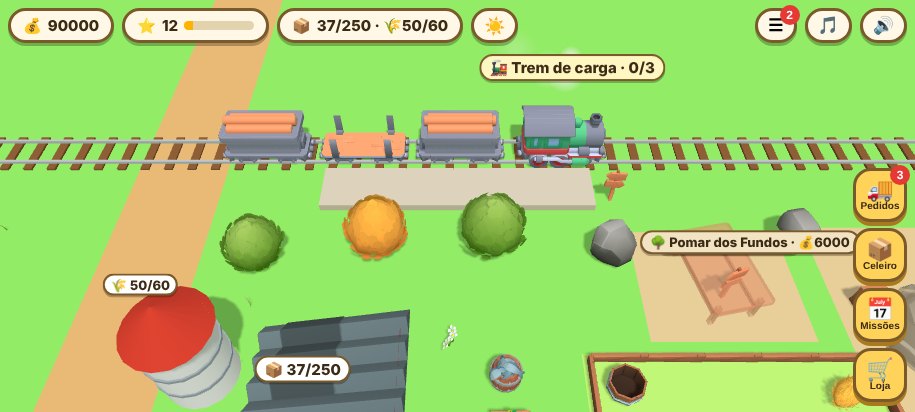 90000
12
37/250 · 50/60
2
Trem de carga · 0/3
3
Pedidos
Pomar dos Fundos · 6000
Celeiro
50/60
JULY
17
Missões
37/250
Loja